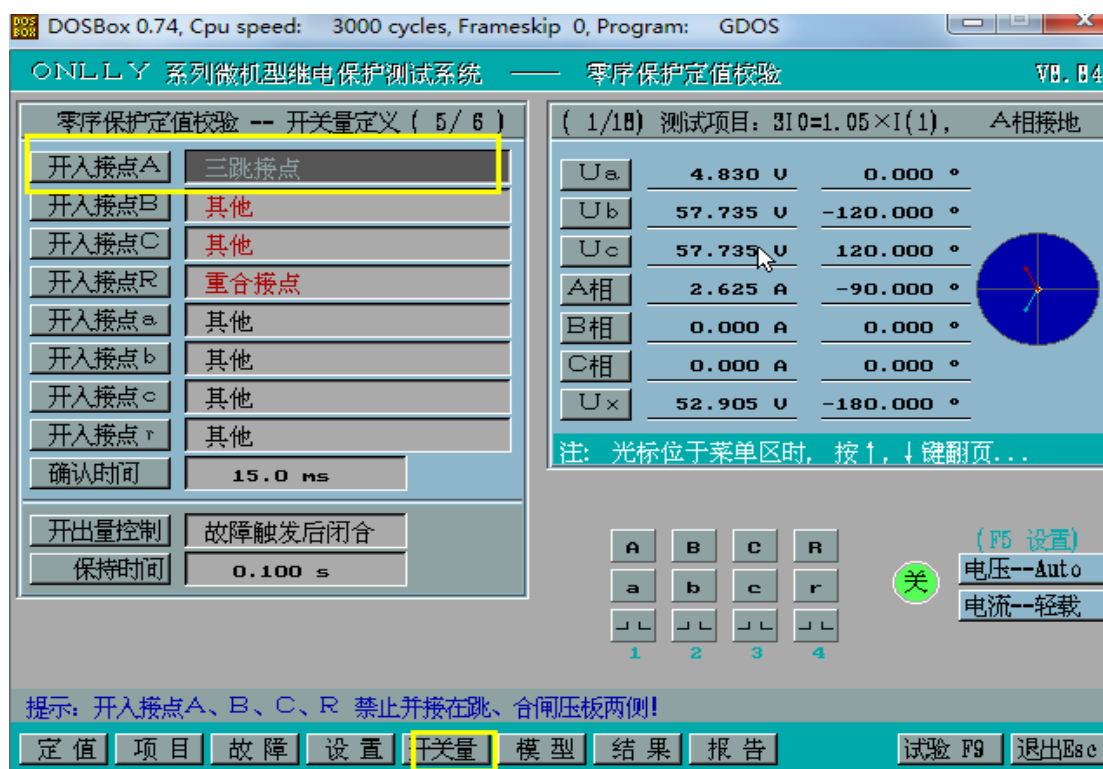 DOSBox 0.74, Cpu speed: 3000 cycles, Frameskip 0, Program: GDOS
ONLLY 系列微机型继电保护测试系统 —— 零序保护定值校验 V8.04
零序保护定值校验 -- 开关量定义 ( 5/ 6 )
开入接点A 三跳接点
开入接点B 其他
开入接点C 其他
开入接点R 重合接点
开入接点a 其他
开入接点b 其他
开入接点c 其他
开入接点r 其他
确认时间 15.0 ms
开出量控制 故障触发后闭合
保持时间 0.100 s
( 1/18) 测试项目: 3I0=1.05×I(1), A相接地
Ua 4.830 V 0.000 °
Ub 57.735 V -120.000 °
Uc 57.735 V 120.000 °
A相 2.625 A -90.000 °
B相 0.000 A 0.000 °
C相 0.000 A 0.000 °
Ux 52.905 V -180.000 °
注: 光标位于菜单区时, 按↑,↓键翻页...
A B C R
a b c r
1 2 3 4
关
(F5 设置)
电压--Auto
电流--轻载
提示: 开入接点A、B、C、R 禁止并接在跳、合闸压板两侧!
定 值 项 目 故 障 设 置 开关量 模 型 结 果 报 告 试验 F9 退出Esc